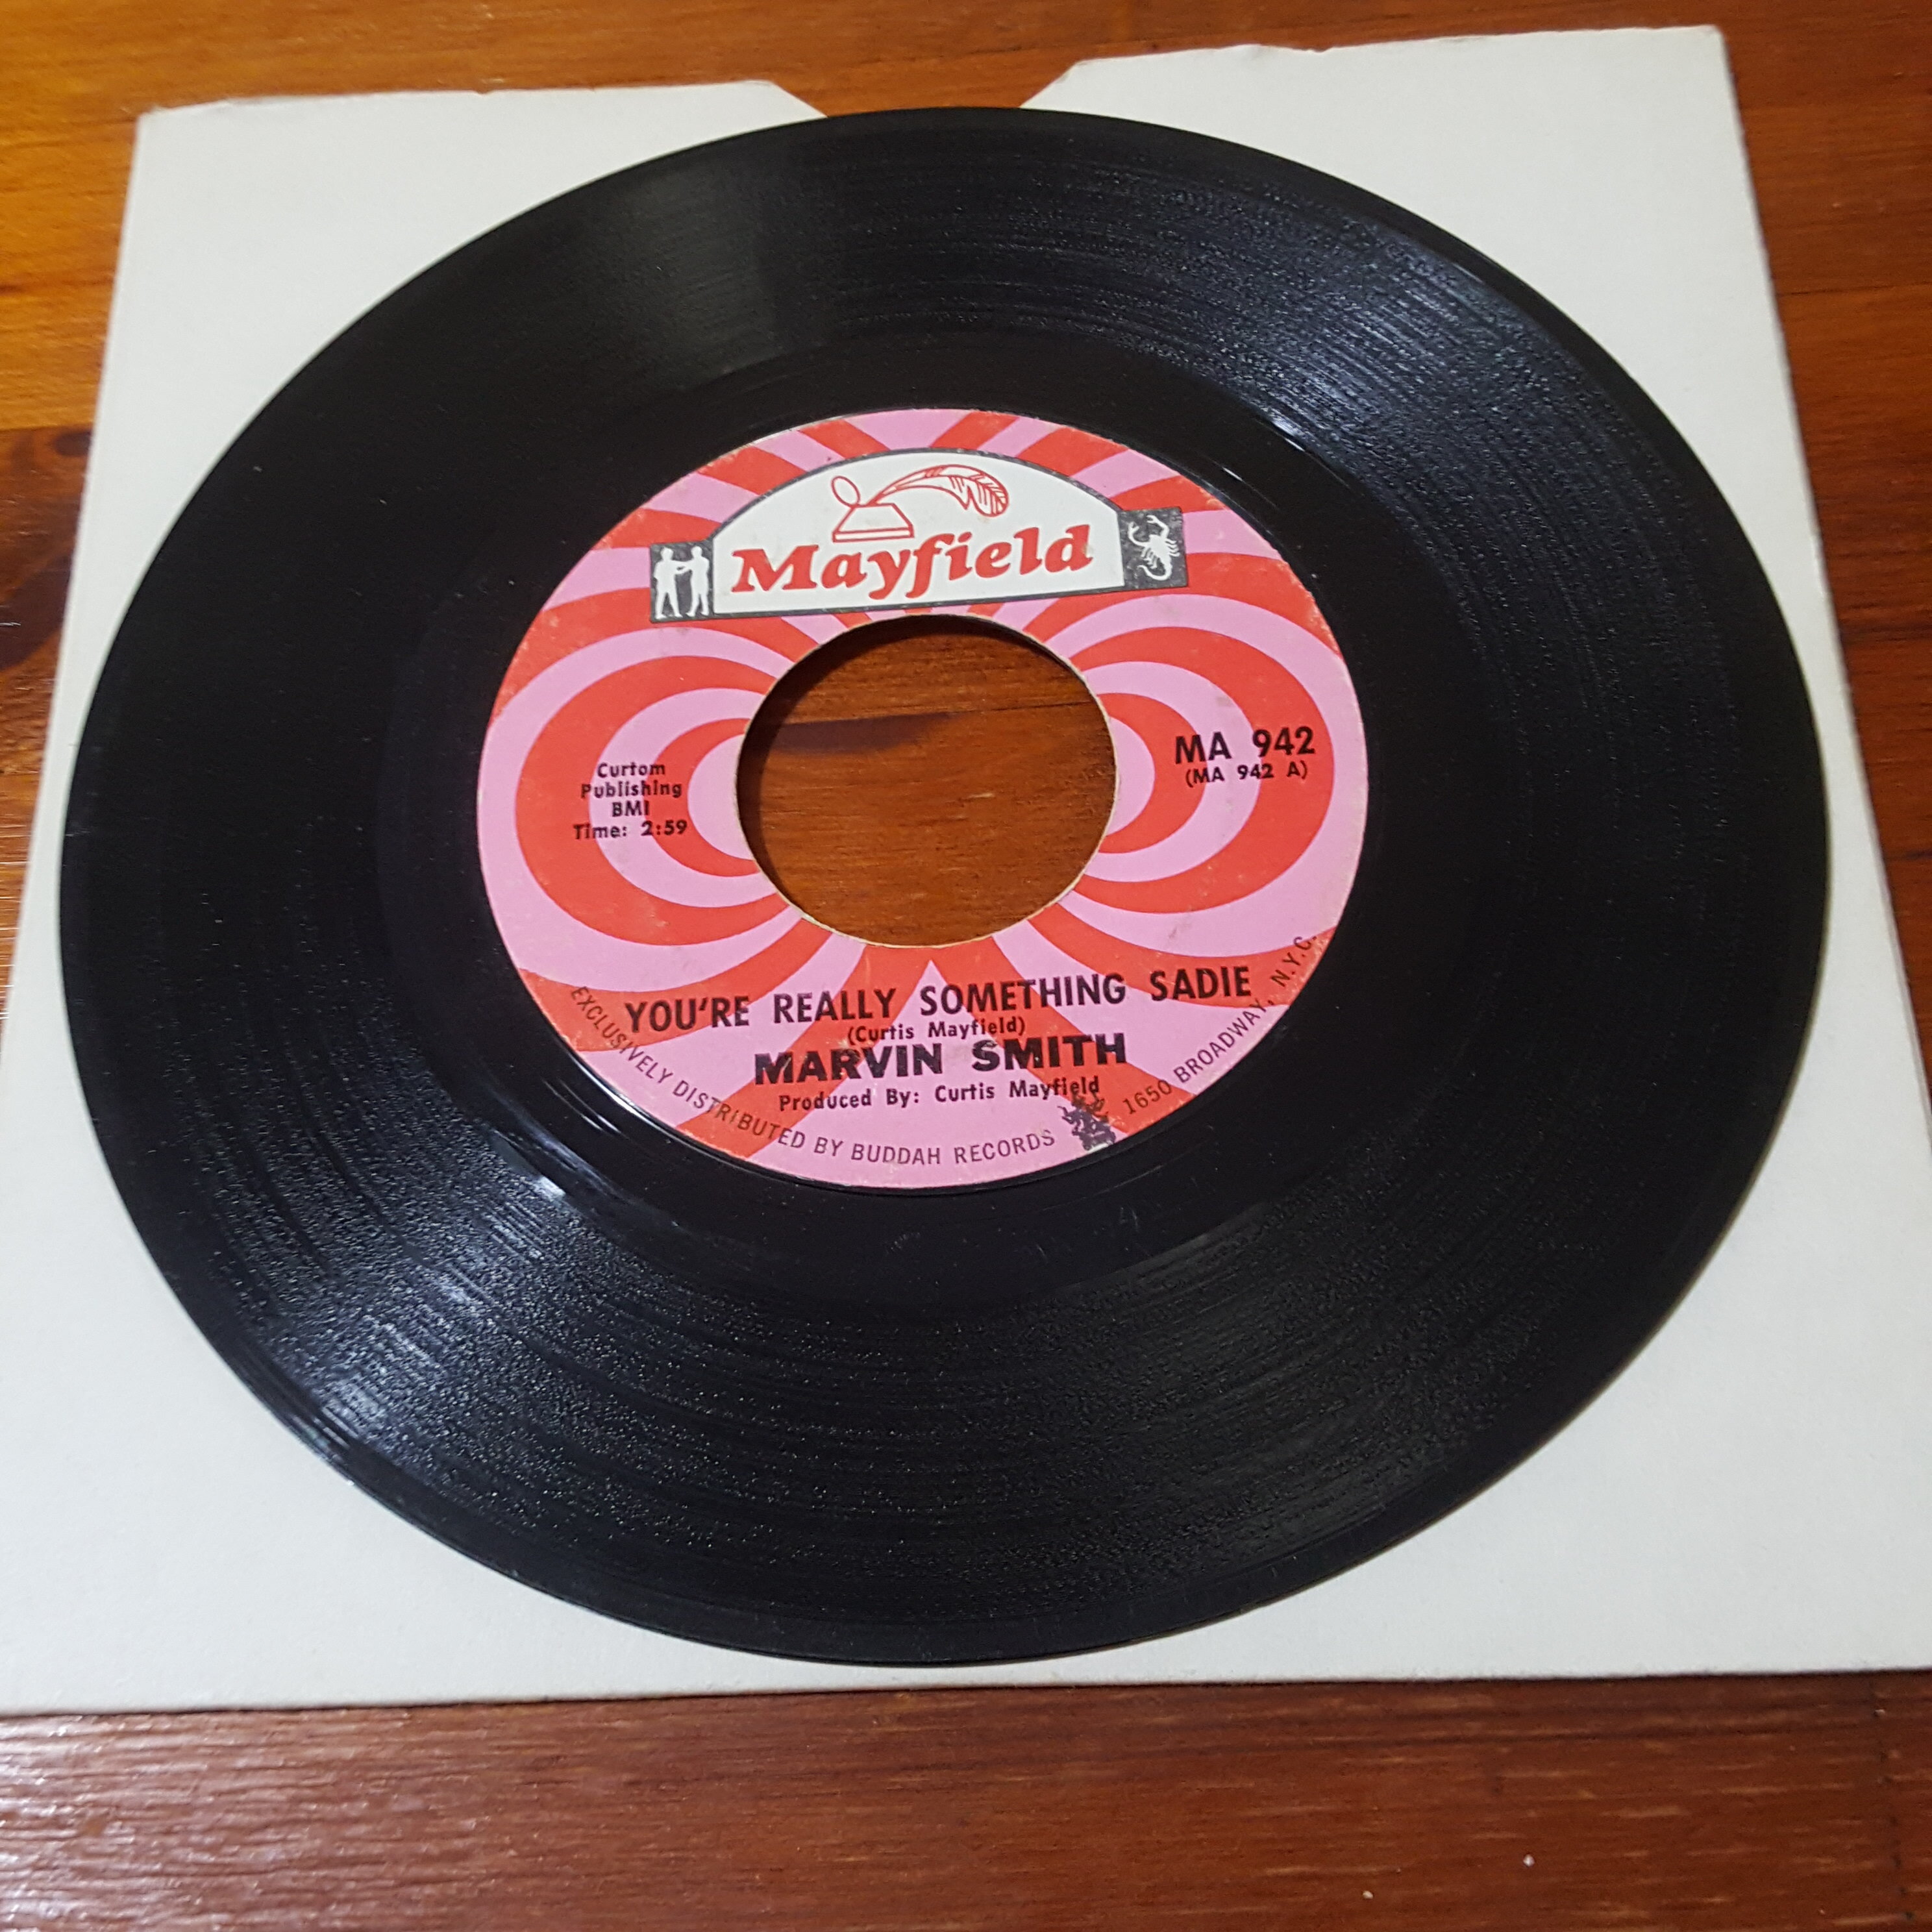 Mayfield
Curtom
Publishing
BMI
Time: 2:59
MA 942
(MA 942 A)
YOU'RE REALLY SOMETHING SADIE
(Curtis Mayfield)
MARVIN SMITH
Produced By: Curtis Mayfield
EXCLUSIVELY DISTRIBUTED BY BUDDAH RECORDS 1650 BROADWAY, N.Y.C.